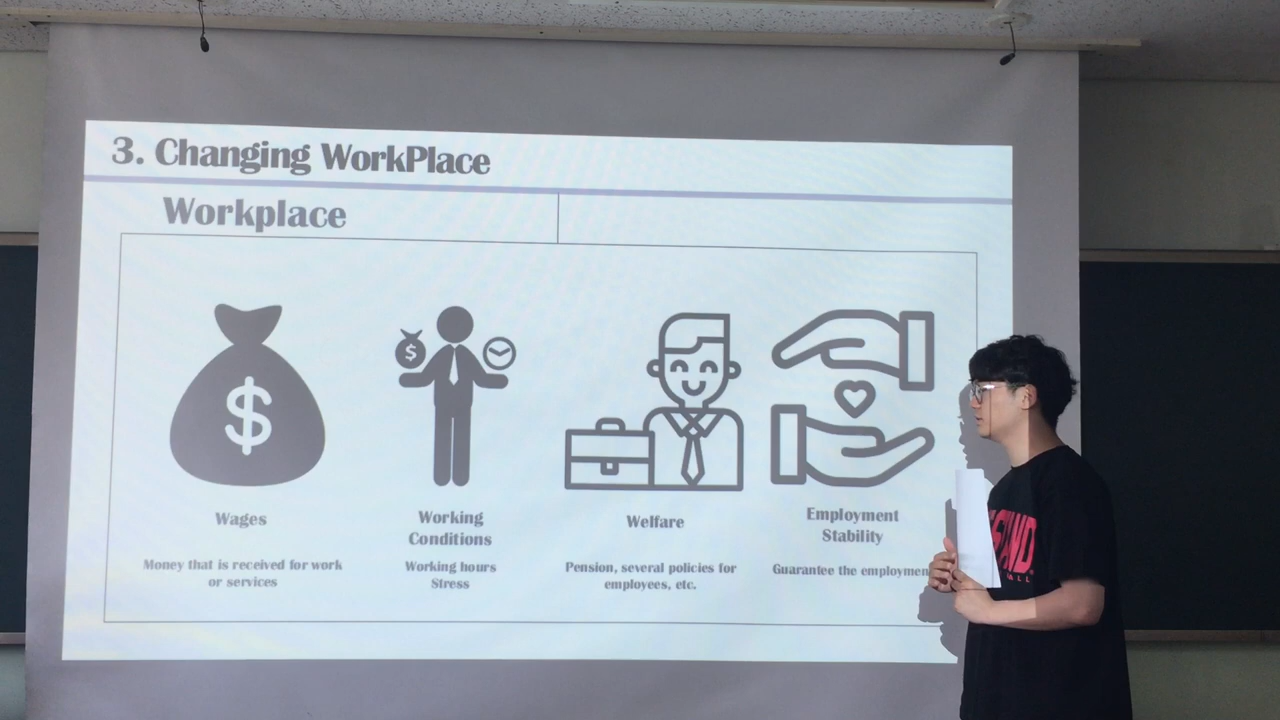 3. Changing WorkPlace
Workplace
$
$
Wages
Working
Conditions
Welfare
Employment
Stability
Money that is received for work
or services
Working hours
Stress
Pension, several policies for
employees, etc.
Guarantee the